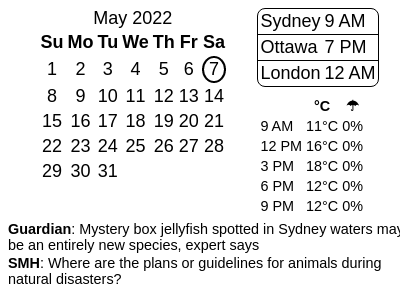 May 2022
Su Mo Tu We Th Fr Sa
1 2 3 4 5 6 7
8 9 10 11 12 13 14
15 16 17 18 19 20 21
22 23 24 25 26 27 28
29 30 31
Sydney 9 AM
Ottawa 7 PM
London 12 AM
°C ☂
9 AM 11°C 0%
12 PM 16°C 0%
3 PM 18°C 0%
6 PM 12°C 0%
9 PM 12°C 0%
Guardian: Mystery box jellyfish spotted in Sydney waters may
be an entirely new species, expert says
SMH: Where are the plans or guidelines for animals during
natural disasters?